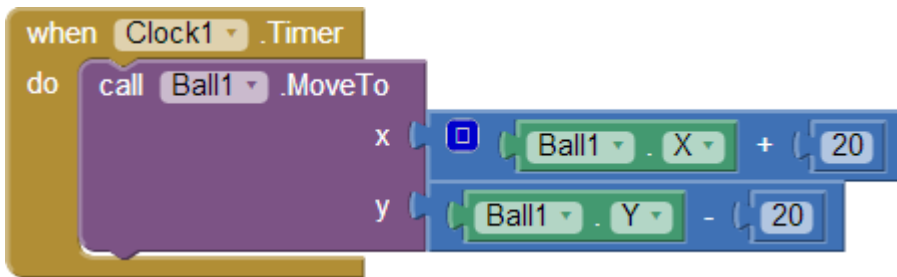 when Clock1 .Timer
do call Ball1 .MoveTo
x Ball1 . X + 20
y Ball1 . Y - 20